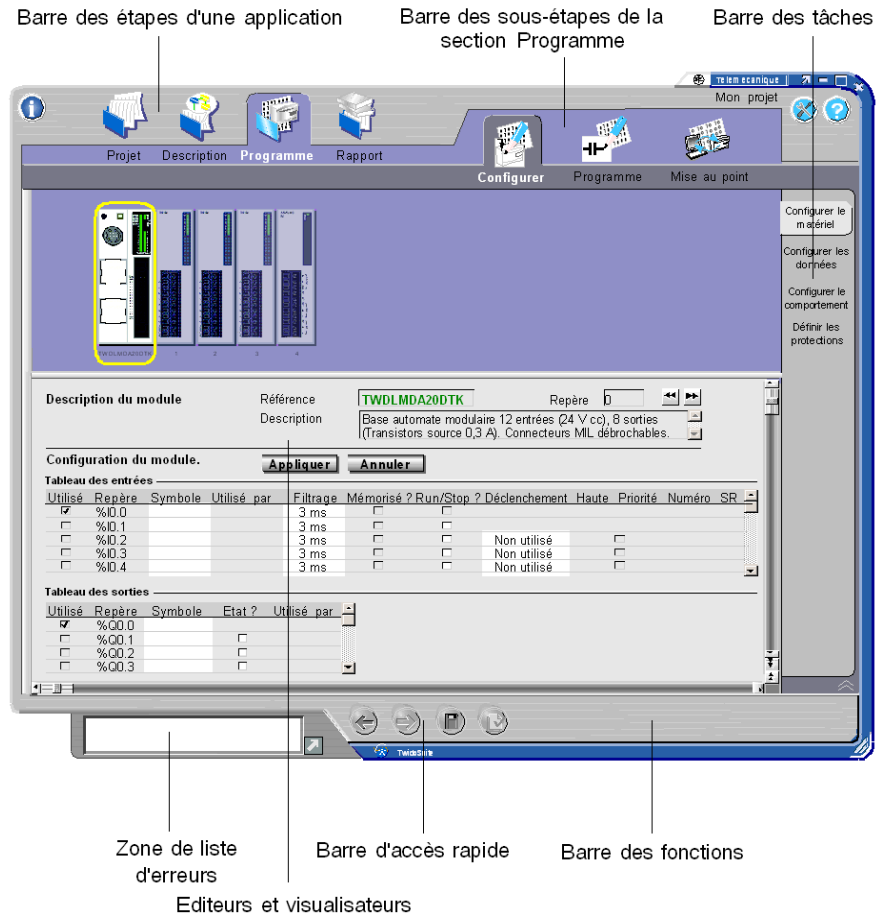 Barre des étapes d'une application
Barre des sous-étapes de la
section Programme
Barre des tâches
Telemecanique
Mon projet
Projet Description Programme Rapport
Configurer Programme Mise au point
Configurer le
matériel
Configurer les
données
Configurer le
comportement
Définir les
protections
TWDLMDA20DTK 1 2 3 4
Description du module
Référence TWDLMDA20DTK Repère 0
Description Base automate modulaire 12 entrées (24 V cc), 8 sorties
(Transistors source 0,3 A). Connecteurs MIL débrochables.
Configuration du module. Appliquer Annuler
Tableau des entrées
Utilisé Repère Symbole Utilisé par Filtrage Mémorisé ? Run/Stop ? Déclenchement Haute Priorité Numéro SR
%I0.0 3 ms
%I0.1 3 ms
%I0.2 3 ms Non utilisé
%I0.3 3 ms Non utilisé
%I0.4 3 ms Non utilisé
Tableau des sorties
Utilisé Repère Symbole Etat ? Utilisé par
%Q0.0
%Q0.1
%Q0.2
%Q0.3
TwidoSuite
Zone de liste
d'erreurs
Barre d'accès rapide
Barre des fonctions
Editeurs et visualisateurs